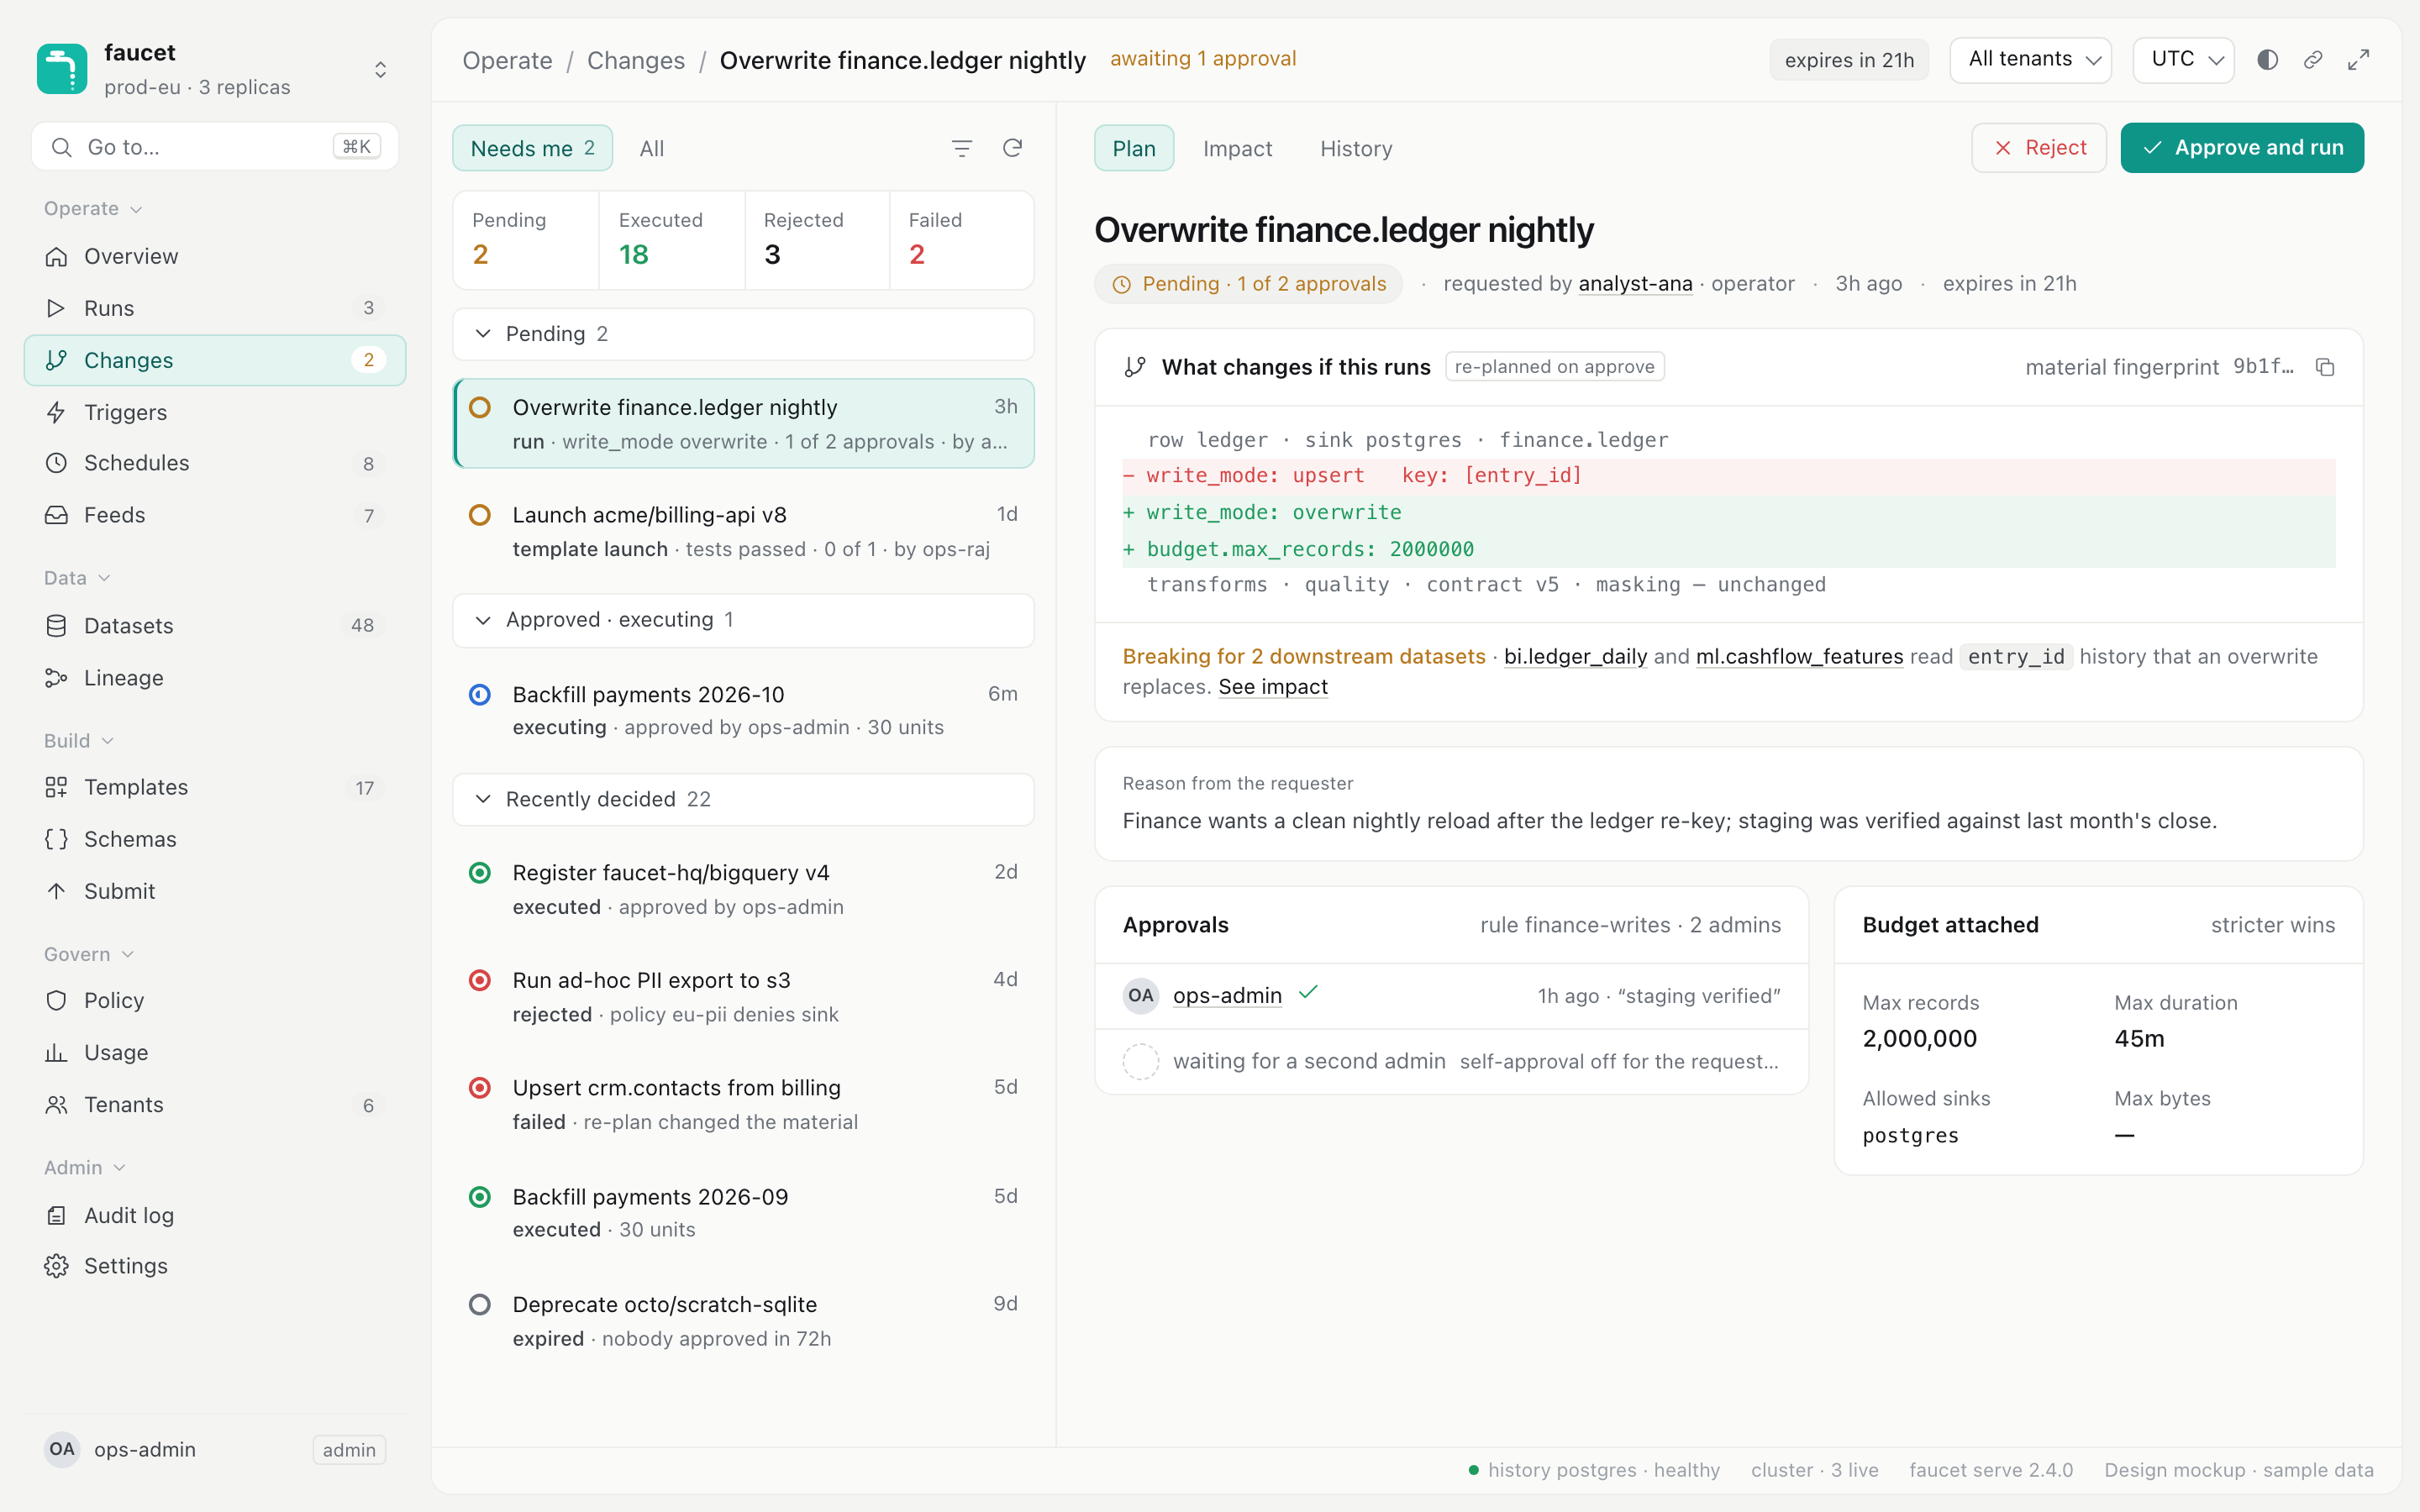 faucet
prod-eu · 3 replicas
Go to...
⌘K
Operate
Overview
Runs 3
Changes 2
Triggers
Schedules 8
Feeds 7
Data
Datasets 48
Lineage
Build
Templates 17
Schemas
Submit
Govern
Policy
Usage
Tenants 6
Admin
Audit log
Settings
OA ops-admin admin
Operate / Changes / Overwrite finance.ledger nightly awaiting 1 approval
expires in 21h All tenants UTC
Needs me 2 All
Pending Executed Rejected Failed
2 18 3 2
Pending 2
Overwrite finance.ledger nightly 3h
run · write_mode overwrite · 1 of 2 approvals · by a...
Launch acme/billing-api v8 1d
template launch · tests passed · 0 of 1 · by ops-raj
Approved · executing 1
Backfill payments 2026-10 6m
executing · approved by ops-admin · 30 units
Recently decided 22
Register faucet-hq/bigquery v4 2d
executed · approved by ops-admin
Run ad-hoc PII export to s3 4d
rejected · policy eu-pii denies sink
Upsert crm.contacts from billing 5d
failed · re-plan changed the material
Backfill payments 2026-09 5d
executed · 30 units
Deprecate octo/scratch-sqlite 9d
expired · nobody approved in 72h
Plan Impact History
Reject Approve and run
Overwrite finance.ledger nightly
Pending · 1 of 2 approvals · requested by analyst-ana · operator · 3h ago · expires in 21h
What changes if this runs re-planned on approve material fingerprint 9b1f…
row ledger · sink postgres · finance.ledger
− write_mode: upsert key: [entry_id]
+ write_mode: overwrite
+ budget.max_records: 2000000
transforms · quality · contract v5 · masking — unchanged
Breaking for 2 downstream datasets · bi.ledger_daily and ml.cashflow_features read entry_id history that an overwrite
replaces. See impact
Reason from the requester
Finance wants a clean nightly reload after the ledger re-key; staging was verified against last month's close.
Approvals rule finance-writes · 2 admins
OA ops-admin 1h ago · “staging verified”
waiting for a second admin self-approval off for the request...
Budget attached stricter wins
Max records Max duration
2,000,000 45m
Allowed sinks Max bytes
postgres —
history postgres · healthy cluster · 3 live faucet serve 2.4.0 Design mockup · sample data